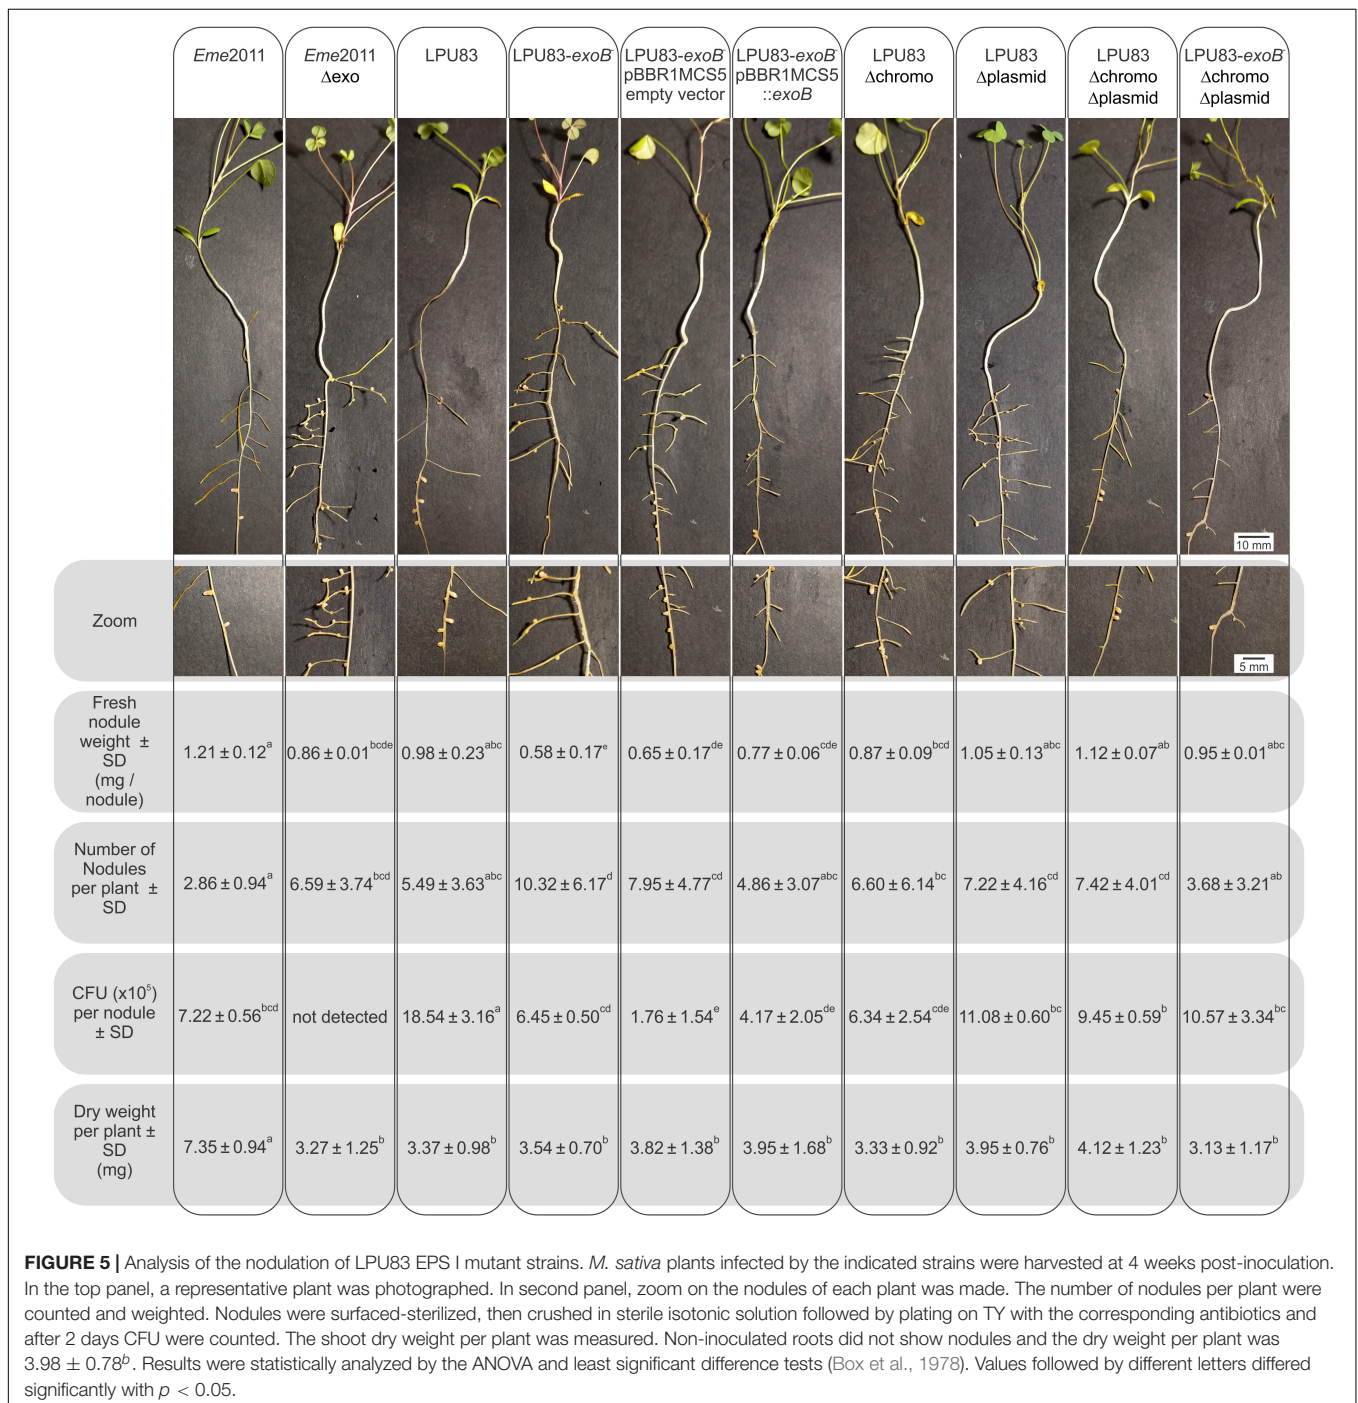 Eme2011
Eme2011
Δexo
LPU83
LPU83-exoB-
LPU83-exoB-
pBBR1MCS5
empty vector
LPU83-exoB-
pBBR1MCS5
::exoB
LPU83
Δchromo
LPU83
Δplasmid
LPU83
Δchromo
Δplasmid
LPU83-exoB-
Δchromo
Δplasmid
10 mm
Zoom
5 mm
Fresh
nodule
weight ±
SD
(mg /
nodule)
1.21 ± 0.12a 0.86 ± 0.01bcde 0.98 ± 0.23abc 0.58 ± 0.17e 0.65 ± 0.17de 0.77 ± 0.06cde 0.87 ± 0.09bcd 1.05 ± 0.13abc 1.12 ± 0.07ab 0.95 ± 0.01abc
Number of
Nodules
per plant ±
SD
2.86 ± 0.94a 6.59 ± 3.74bcd 5.49 ± 3.63abc 10.32 ± 6.17d 7.95 ± 4.77cd 4.86 ± 3.07abc 6.60 ± 6.14bc 7.22 ± 4.16cd 7.42 ± 4.01cd 3.68 ± 3.21ab
CFU (x10⁵)
per nodule
± SD
7.22 ± 0.56bcd not detected 18.54 ± 3.16a 6.45 ± 0.50cd 1.76 ± 1.54e 4.17 ± 2.05de 6.34 ± 2.54cde 11.08 ± 0.60bc 9.45 ± 0.59b 10.57 ± 3.34bc
Dry weight
per plant ±
SD
(mg)
7.35 ± 0.94a 3.27 ± 1.25b 3.37 ± 0.98b 3.54 ± 0.70b 3.82 ± 1.38b 3.95 ± 1.68b 3.33 ± 0.92b 3.95 ± 0.76b 4.12 ± 1.23b 3.13 ± 1.17b
FIGURE 5 | Analysis of the nodulation of LPU83 EPS I mutant strains. M. sativa plants infected by the indicated strains were harvested at 4 weeks post-inoculation.
In the top panel, a representative plant was photographed. In second panel, zoom on the nodules of each plant was made. The number of nodules per plant were
counted and weighted. Nodules were surfaced-sterilized, then crushed in sterile isotonic solution followed by plating on TY with the corresponding antibiotics and
after 2 days CFU were counted. The shoot dry weight per plant was measured. Non-inoculated roots did not show nodules and the dry weight per plant was
3.98 ± 0.78b. Results were statistically analyzed by the ANOVA and least significant difference tests (Box et al., 1978). Values followed by different letters differed
significantly with p < 0.05.